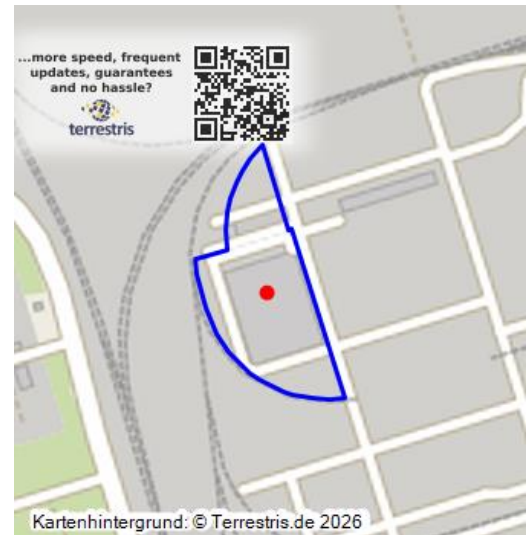 ...more speed, frequent
updates, guarantees
and no hassle?
terrestris
Kartenhintergrund: © Terrestris.de 2026